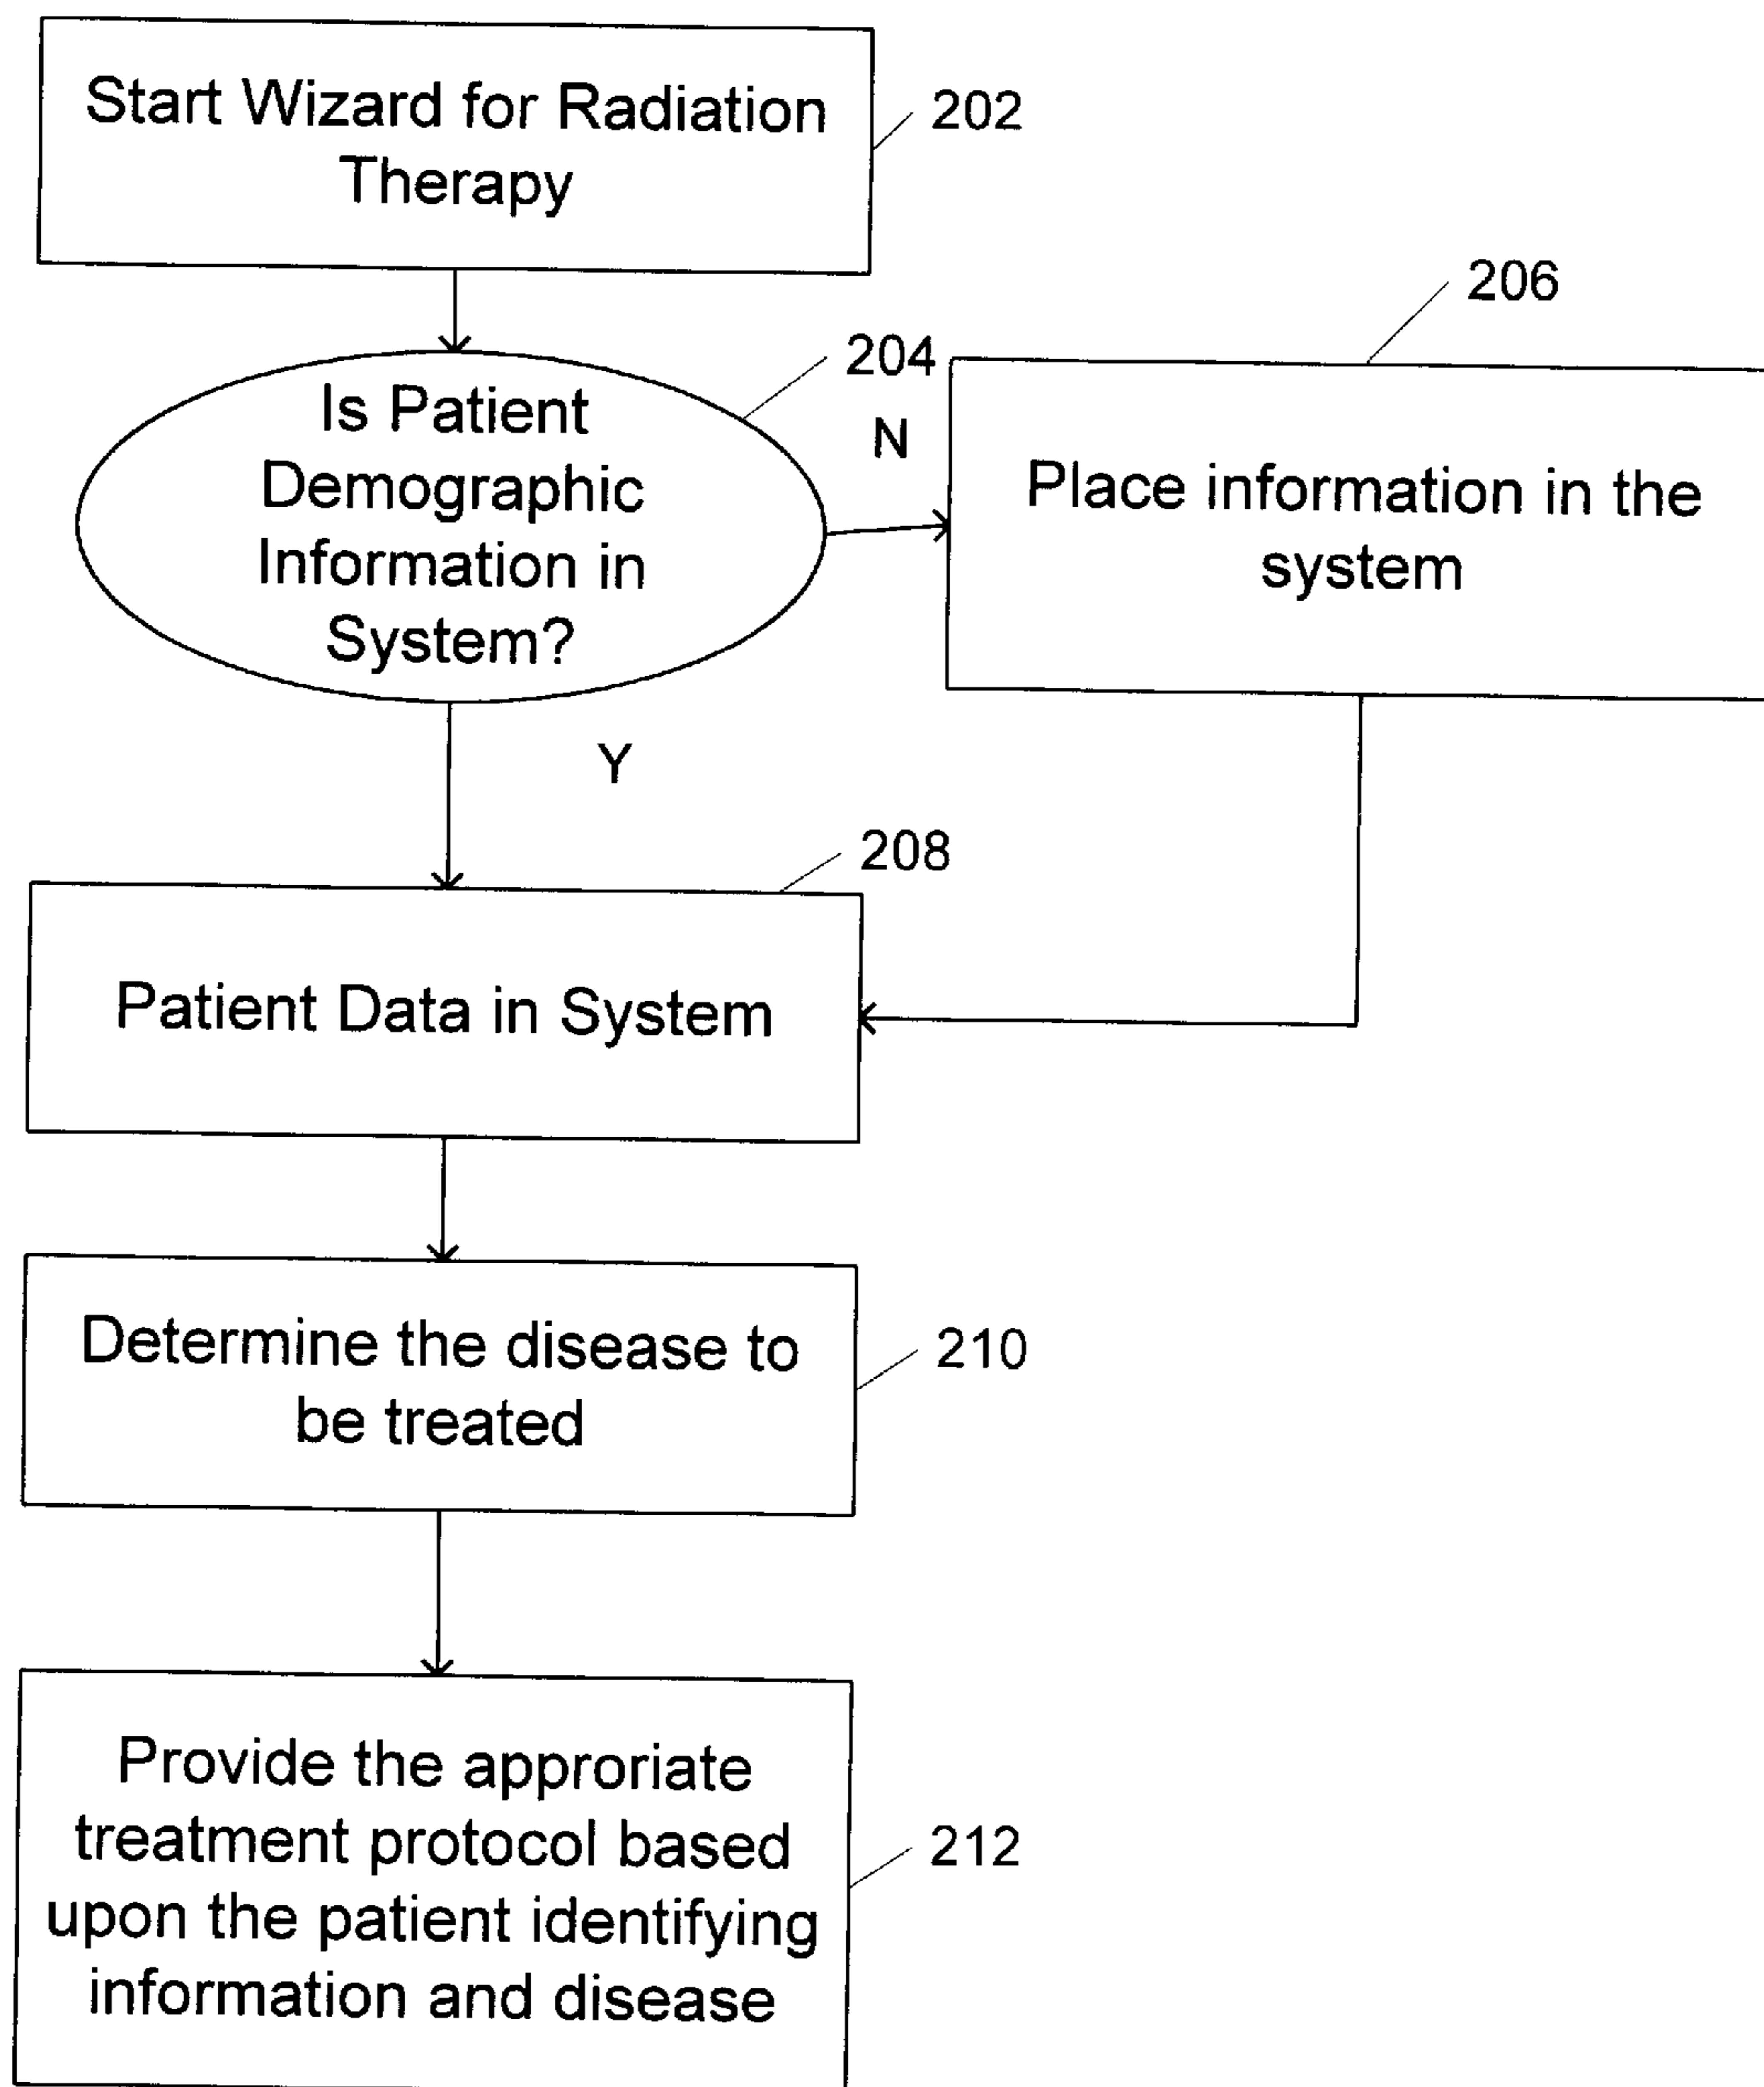 Start Wizard for Radiation
Therapy
202
206
204
Is Patient
Demographic
Information in
System?
N
Place information in the
system
Y
208
Patient Data in System
Determine the disease to
be treated
210
Provide the approriate
treatment protocol based
upon the patient identifying
information and disease
212